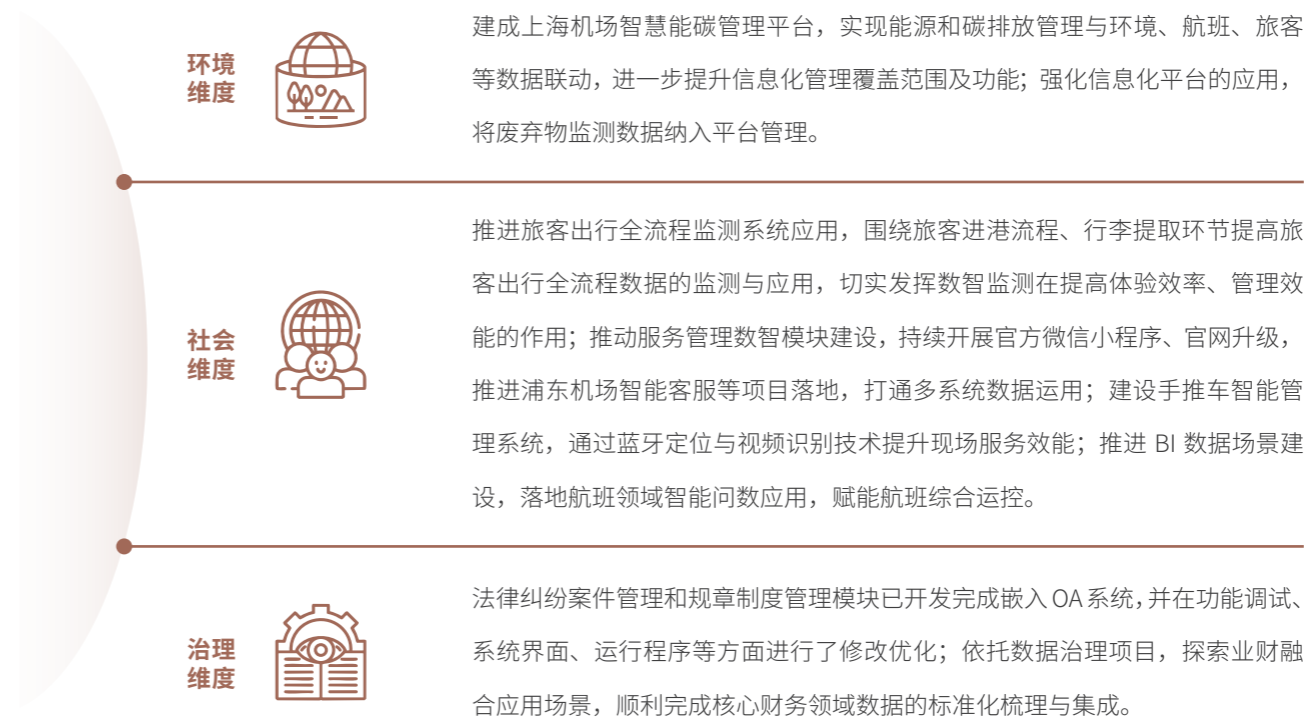 环境
维度
建成上海机场智慧能碳管理平台，实现能源和碳排放管理与环境、航班、旅客
等数据联动，进一步提升信息化管理覆盖范围及功能；强化信息化平台的应用，
将废弃物监测数据纳入平台管理。
社会
维度
推进旅客出行全流程监测系统应用，围绕旅客进港流程、行李提取环节提高旅
客出行全流程数据的监测与应用，切实发挥数智监测在提高体验效率、管理效
能的作用；推动服务管理数智模块建设，持续开展官方微信小程序、官网升级，
推进浦东机场智能客服等项目落地，打通多系统数据运用；建设手推车智能管
理系统，通过蓝牙定位与视频识别技术提升现场服务效能；推进 BI 数据场景建
设，落地航班领域智能问数应用，赋能航班综合运控。
治理
维度
法律纠纷案件管理和规章制度管理模块已开发完成嵌入 OA 系统，并在功能调试、
系统界面、运行程序等方面进行了修改优化；依托数据治理项目，探索业财融
合应用场景，顺利完成核心财务领域数据的标准化梳理与集成。